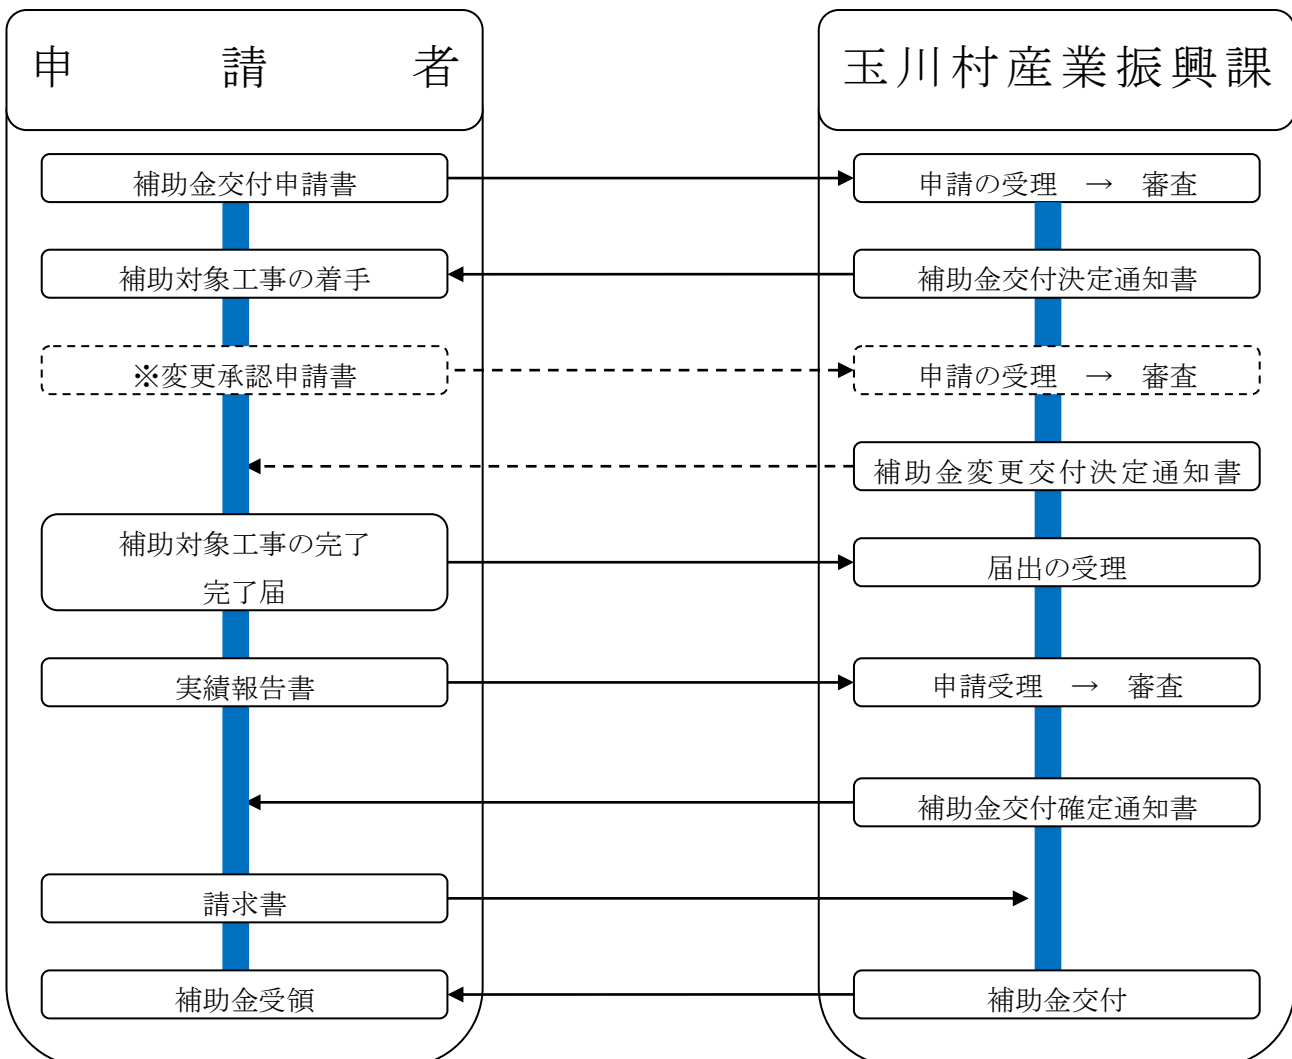 申請者
玉川村産業振興課
補助金交付申請書
申請の受理 → 審査
補助対象工事の着手
補助金交付決定通知書
※変更承認申請書
申請の受理 → 審査
補助金変更交付決定通知書
補助対象工事の完了
完了届
届出の受理
実績報告書
申請受理 → 審査
補助金交付確定通知書
請求書
補助金受領
補助金交付